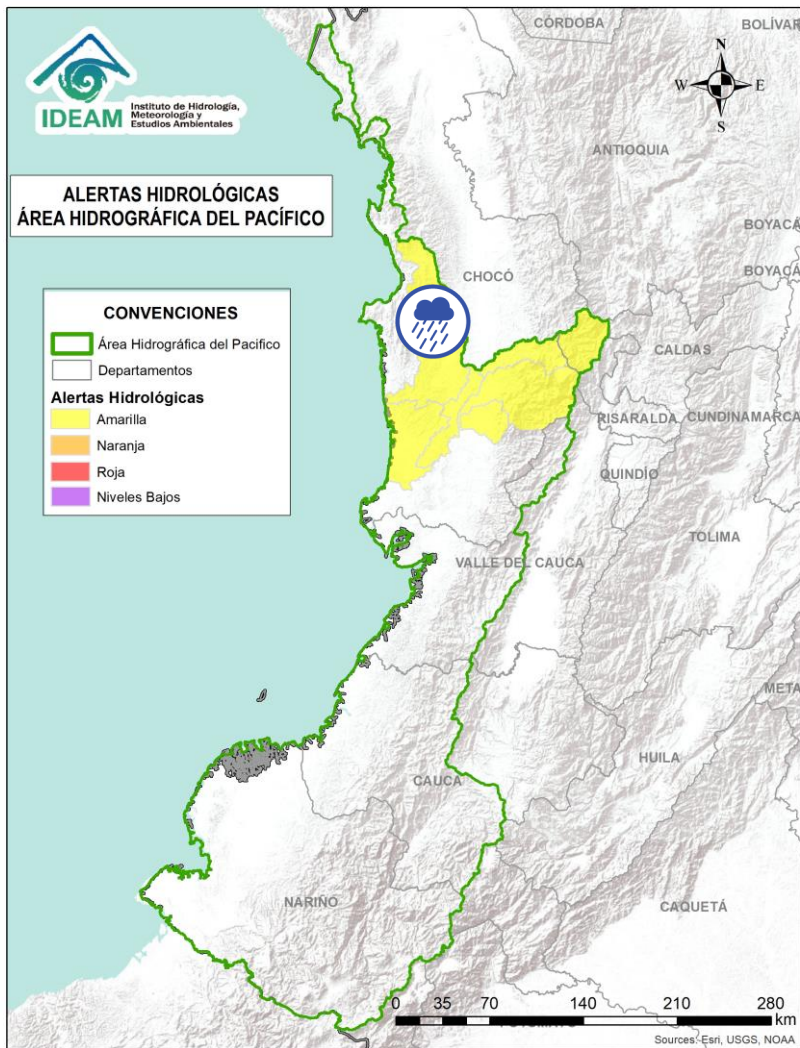 IDEAM
Instituto de Hidrología,
Meteorología y
Estudios Ambientales
ALERTAS HIDROLÓGICAS
ÁREA HIDROGRÁFICA DEL PACÍFICO
CONVENCIONES
Área Hidrográfica del Pacifico
Departamentos
Alertas Hidrológicas
Amarilla
Naranja
Roja
Niveles Bajos
N
W E
S
CÓRDOBA
BOLÍVAR
ANTIOQUIA
BOYACÁ
BOYACÁ
CHOCÓ
CALDAS
RISARALDA
CUNDINAMARCA
QUINDÍO
TOLIMA
VALLE DEL CAUCA
META
HUILA
CAUCA
NARIÑO
CAQUETÁ
0 35 70 140 210 280
km
Sources: Esri, USGS, NOAA